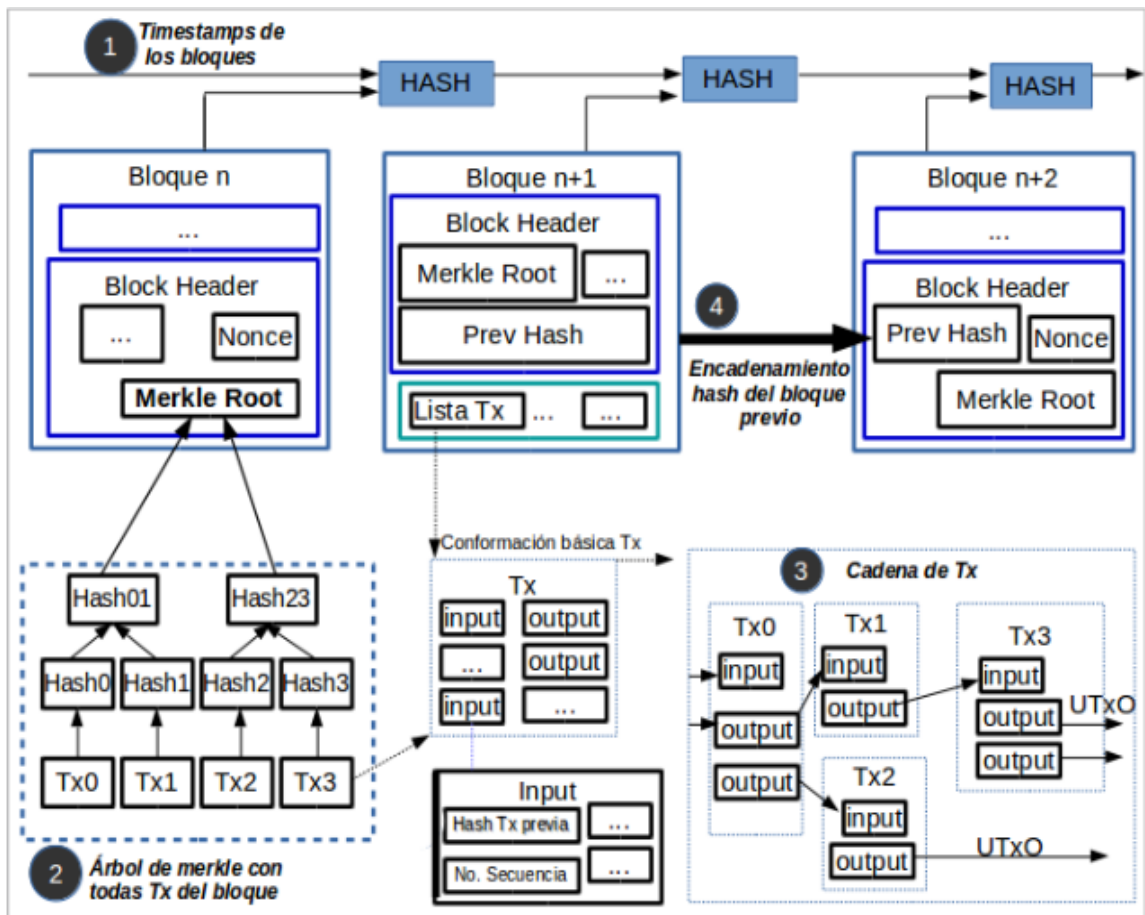 1
Timestamps de
los bloques
HASH
HASH
HASH
Bloque n
...
Block Header
...
Nonce
Merkle Root
Bloque n+1
Block Header
Merkle Root
...
Prev Hash
Lista Tx
...
...
4
Encadenamiento
hash del bloque
previo
Bloque n+2
...
Block Header
Prev Hash
Nonce
Merkle Root
Hash01
Hash23
Hash0
Hash1
Hash2
Hash3
Tx0
Tx1
Tx2
Tx3
2
Árbol de merkle con
todas Tx del bloque
Conformación básica Tx
Tx
input
output
...
output
input
...
Input
Hash Tx previa
...
No. Secuencia
...
3
Cadena de Tx
Tx0
input
output
output
Tx1
input
output
Tx2
input
output
UTxO
Tx3
input
output
UTxO
output